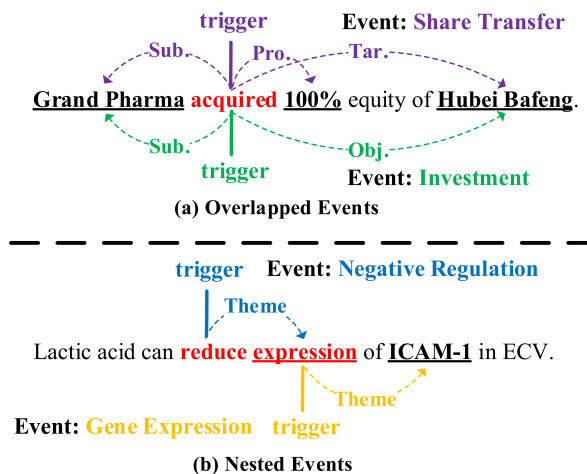 trigger Event: Share Transfer
Sub. Pro. Tar.
Grand Pharma acquired 100% equity of Hubei Bafeng.
Sub. Obj.
trigger Event: Investment
(a) Overlapped Events
trigger Event: Negative Regulation
Theme
Lactic acid can reduce expression of ICAM-1 in ECV.
Theme
Event: Gene Expression trigger
(b) Nested Events